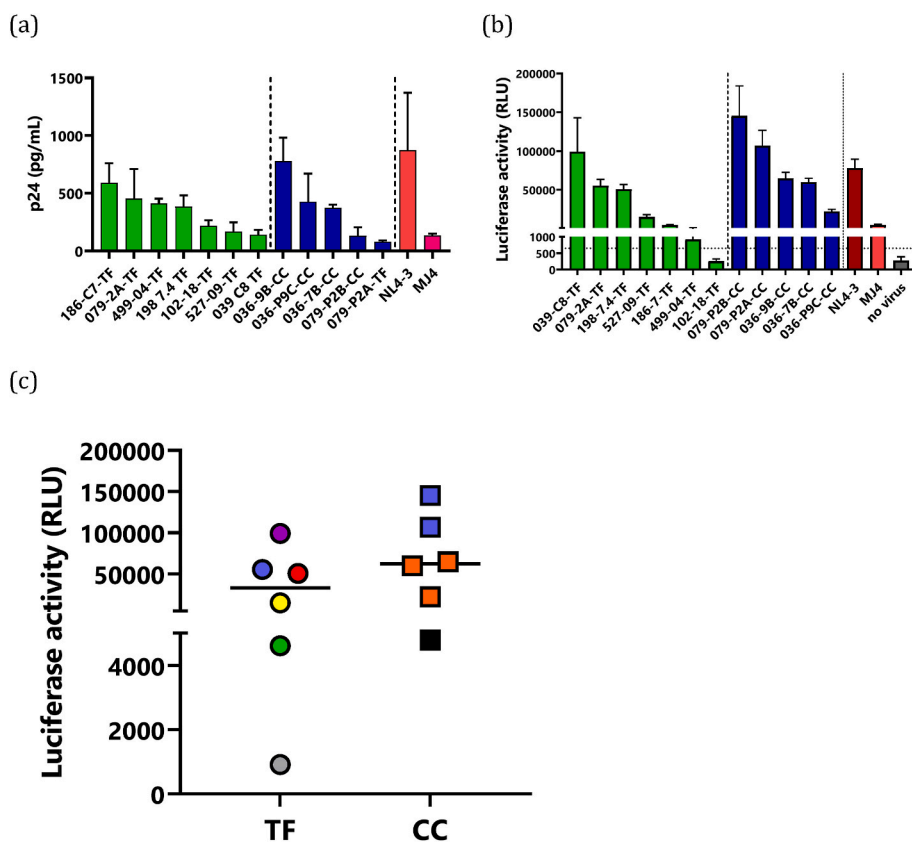 (a)
p24 (pg/mL)
1500
1000
500
0
186-C7-TF
079-2A-TF
499-04-TF
198 7.4 TF
102-18-TF
527-09-TF
039 C8 TF
036-9B-CC
036-P9C-CC
036-7B-CC
079-P2B-CC
079-P2A-TF
NL4-3
MJ4
(b)
Luciferase activity (RLU)
200000
150000
100000
50000
1000
500
0
039-C8-TF
079-2A-TF
198-7.4-TF
527-09-TF
186-7-TF
499-04-TF
102-18-TF
079-P2B-CC
079-P2A-CC
036-9B-CC
036-7B-CC
036-P9C-CC
NL4-3
MJ4
no virus
(c)
Luciferase activity (RLU)
200000
150000
100000
50000
4000
2000
0
TF
CC